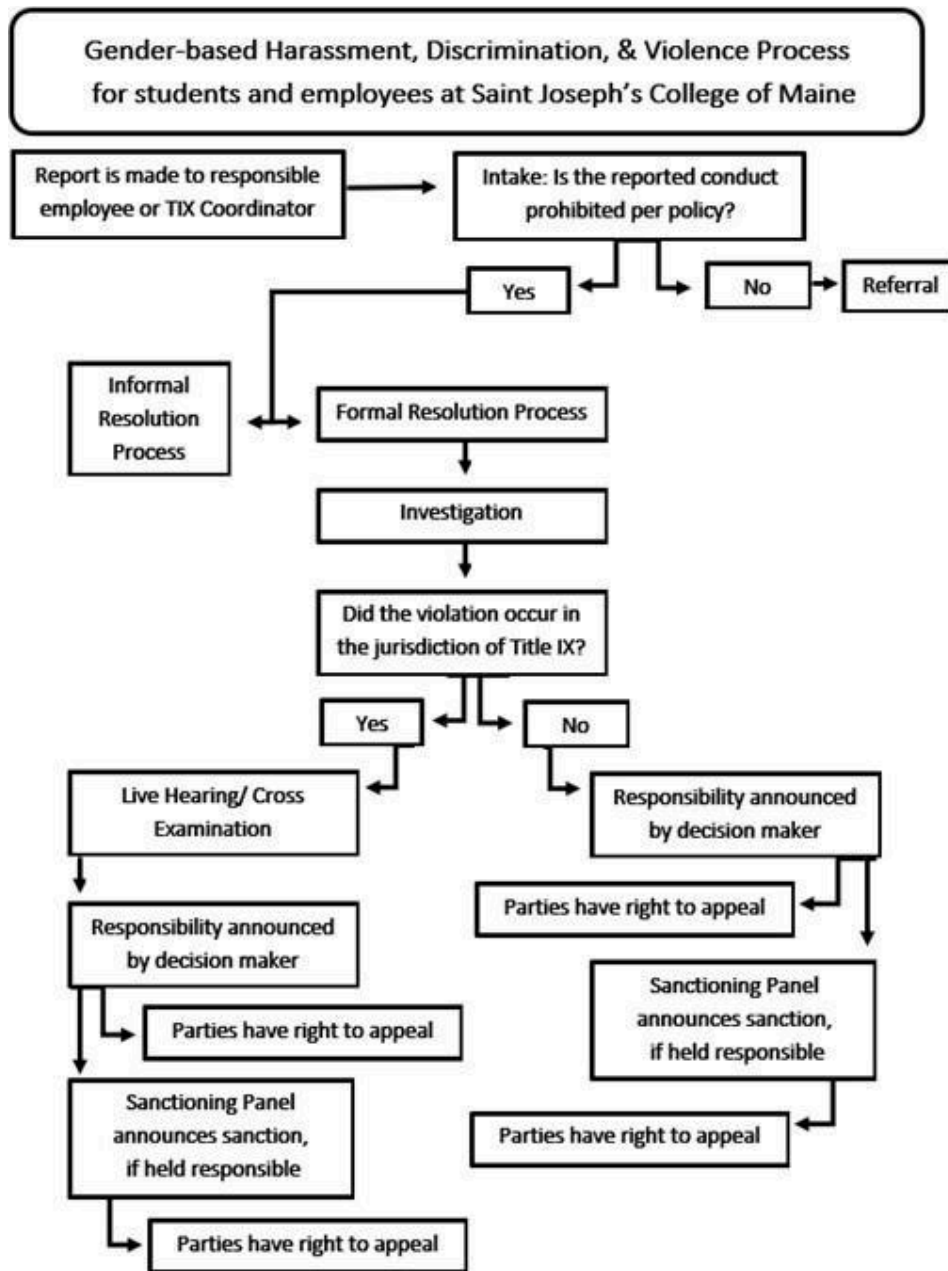 Gender-based Harassment, Discrimination, & Violence Process
for students and employees at Saint Joseph's College of Maine
Report is made to responsible
employee or TIX Coordinator
Intake: Is the reported conduct
prohibited per policy?
Yes
No
Referral
Informal
Resolution
Process
Formal Resolution Process
Investigation
Did the violation occur in
the jurisdiction of Title IX?
Yes
No
Live Hearing/ Cross
Examination
Responsibility announced
by decision maker
Parties have right to appeal
Sanctioning Panel
announces sanction,
if held responsible
Parties have right to appeal
Responsibility announced
by decision maker
Parties have right to appeal
Sanctioning Panel
announces sanction,
if held responsible
Parties have right to appeal